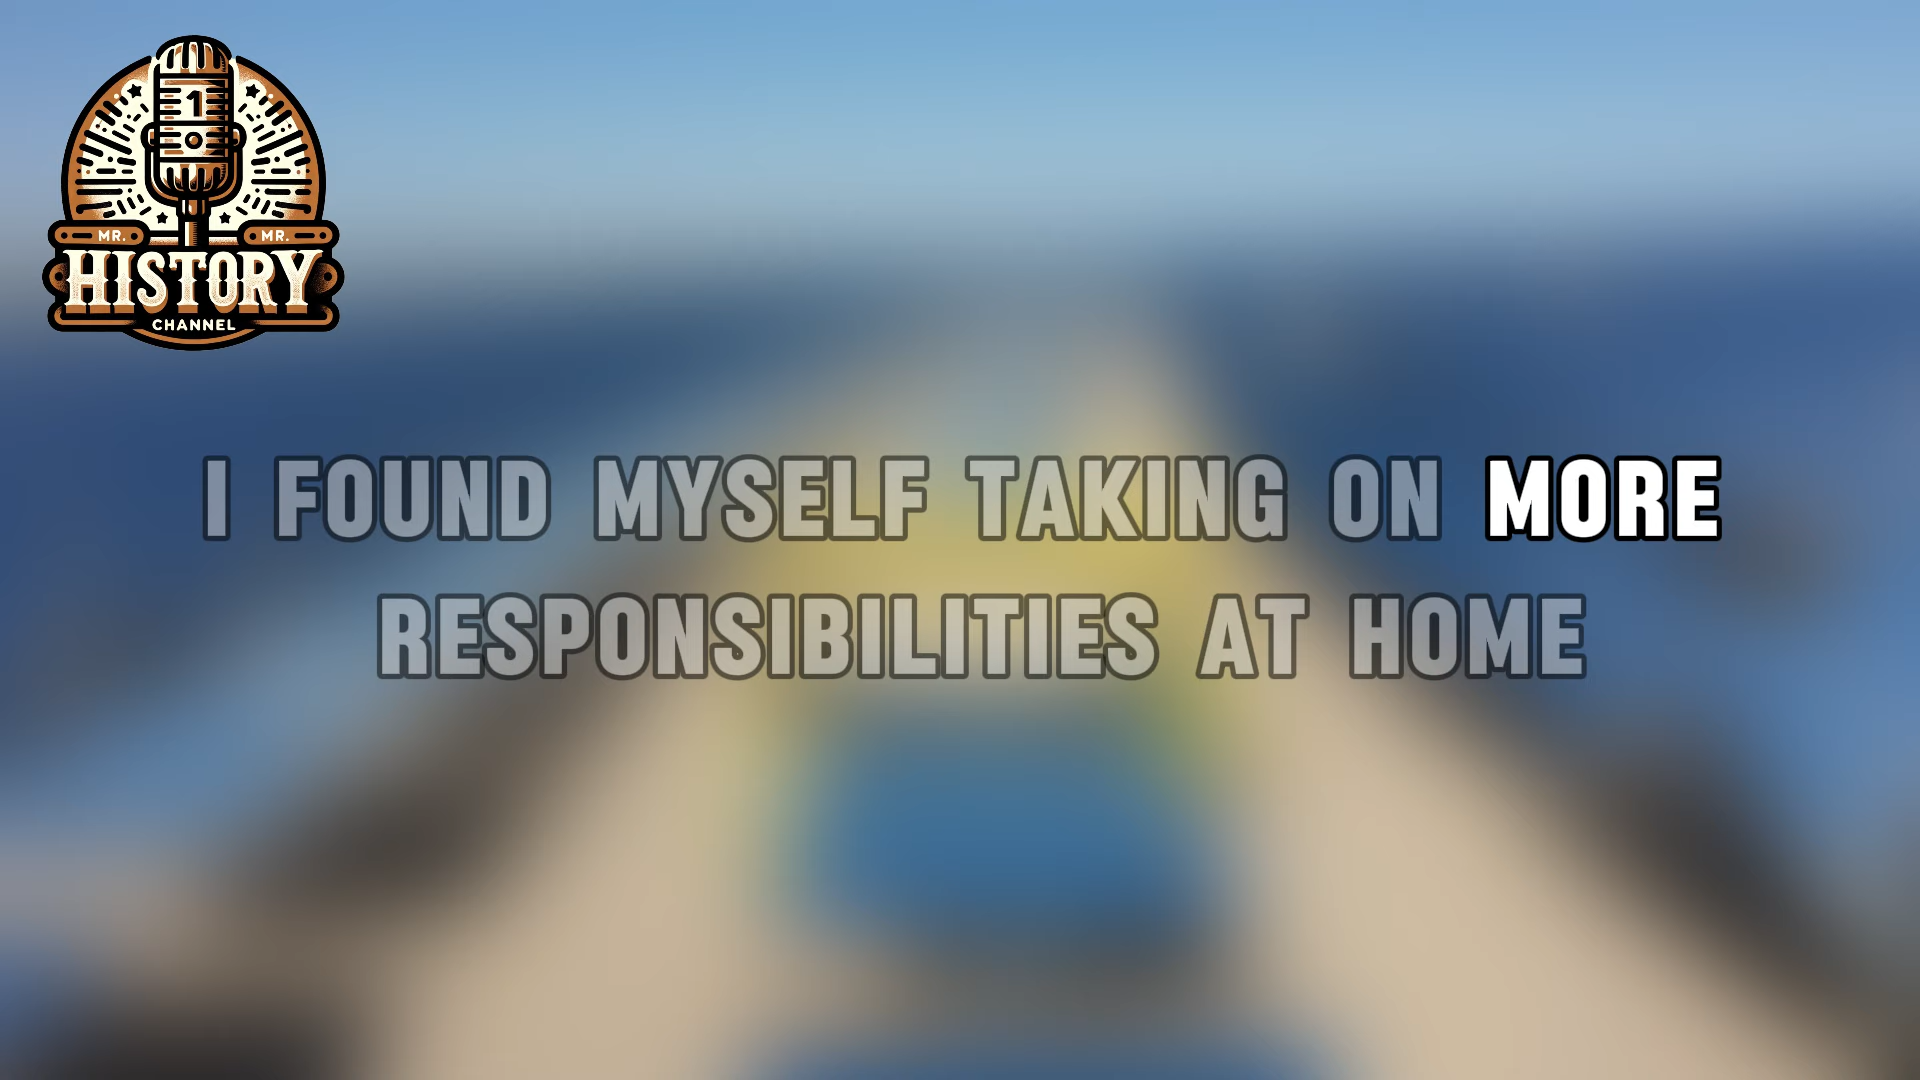 1
MR. MR.
HISTORY
CHANNEL
I FOUND MYSELF TAKING ON MORE
RESPONSIBILITIES AT HOME